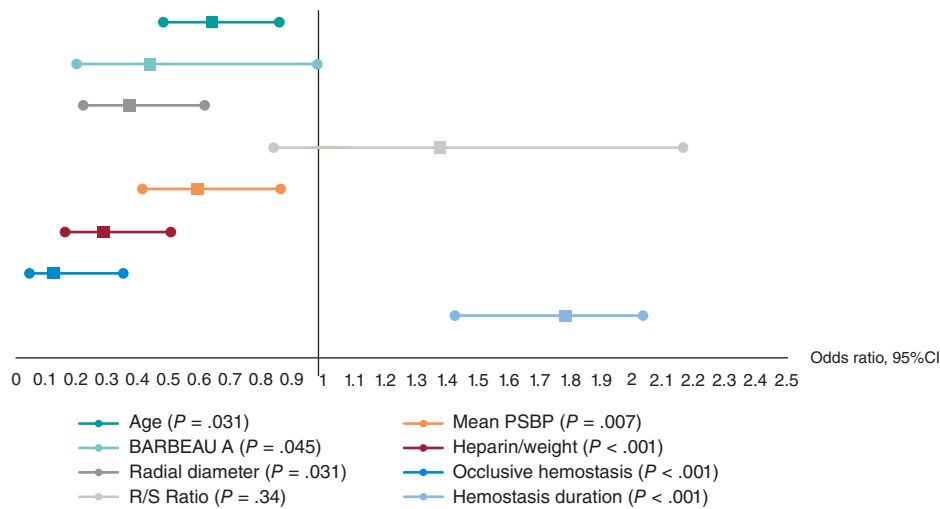 Odds ratio, 95%CI
0 0.1 0.2 0.3 0.4 0.5 0.6 0.7 0.8 0.9 1 1.1 1.2 1.3 1.4 1.5 1.6 1.7 1.8 1.9 2 2.1 2.2 2.3 2.4 2.5
Age (P = .031)
BARBEAU A (P = .045)
Radial diameter (P = .031)
R/S Ratio (P = .34)
Mean PSBP (P = .007)
Heparin/weight (P < .001)
Occlusive hemostasis (P < .001)
Hemostasis duration (P < .001)